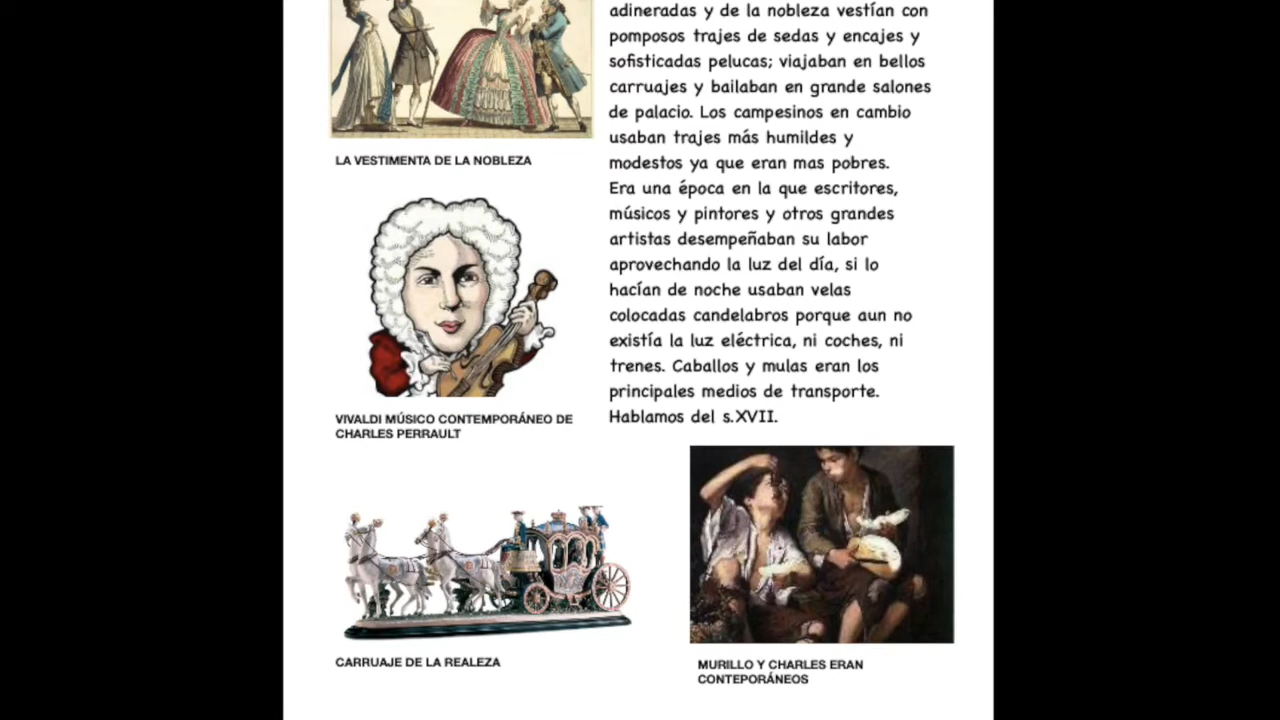 adineradas y de la nobleza vestían con
pomposos trajes de sedas y encajes y
sofisticadas pelucas; viajaban en bellos
carruajes y bailaban en grande salones
de palacio. Los campesinos en cambio
usaban trajes más humildes y
modestos ya que eran mas pobres.
Era una época en la que escritores,
músicos y pintores y otros grandes
artistas desempeñaban su labor
aprovechando la luz del día, si lo
hacían de noche usaban velas
colocadas candelabros porque aun no
existía la luz eléctrica, ni coches, ni
trenes. Caballos y mulas eran los
principales medios de transporte.
Hablamos del s.XVII.
LA VESTIMENTA DE LA NOBLEZA
VIVALDI MÚSICO CONTEMPORÁNEO DE
CHARLES PERRAULT
CARRUAJE DE LA REALEZA
MURILLO Y CHARLES ERAN
CONTEPORÁNEOS